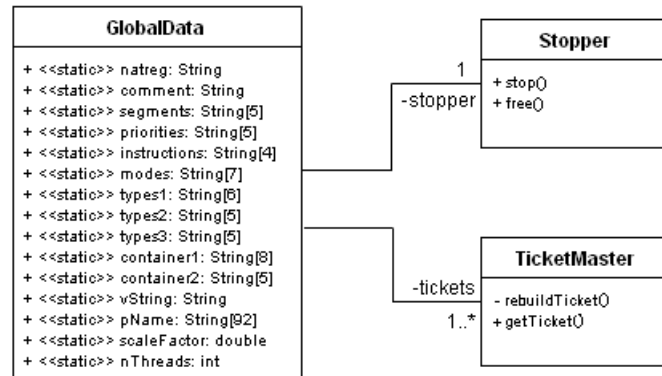 GlobalData
+ <<static>> natreg: String
+ <<static>> comment: String
+ <<static>> segments: String[5]
+ <<static>> priorities: String[5]
+ <<static>> instructions: String[4]
+ <<static>> modes: String[7]
+ <<static>> types1: String[6]
+ <<static>> types2: String[5]
+ <<static>> types3: String[5]
+ <<static>> container1: String[8]
+ <<static>> container2: String[5]
+ <<static>> vString: String
+ <<static>> pName: String[92]
+ <<static>> scaleFactor: double
+ <<static>> nThreads: int
1
-stopper
Stopper
+ stop()
+ free()
-tickets
1..*
TicketMaster
- rebuildTicket()
+ getTicket()